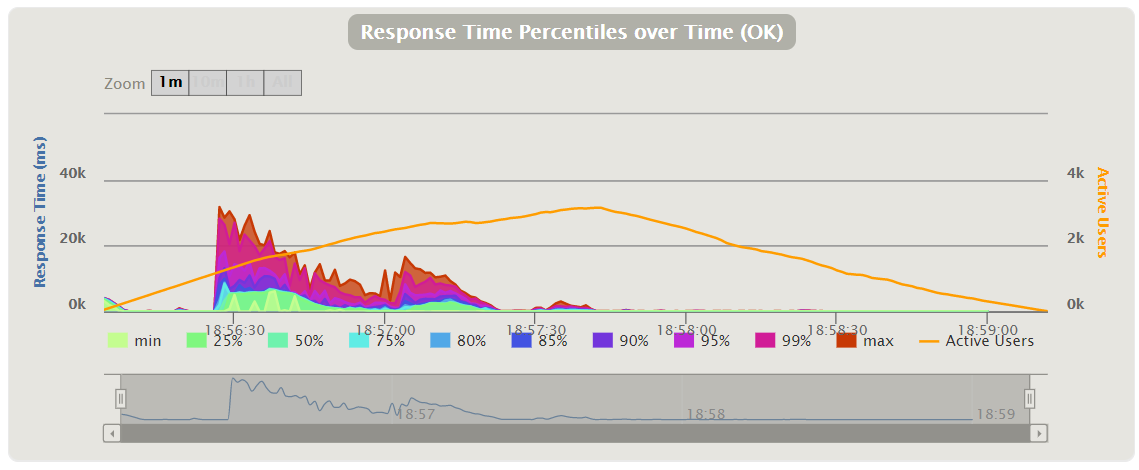 Response Time Percentiles over Time (OK)
Zoom 1m 10m 1h All
Response Time (ms)
40k
20k
0k
4k
2k
0k
Active Users
18:56:30 18:57:00 18:57:30 18:58:00 18:58:30 18:59:00
min 25% 50% 75% 80% 85% 90% 95% 99% max Active Users
18:57 18:58 18:59